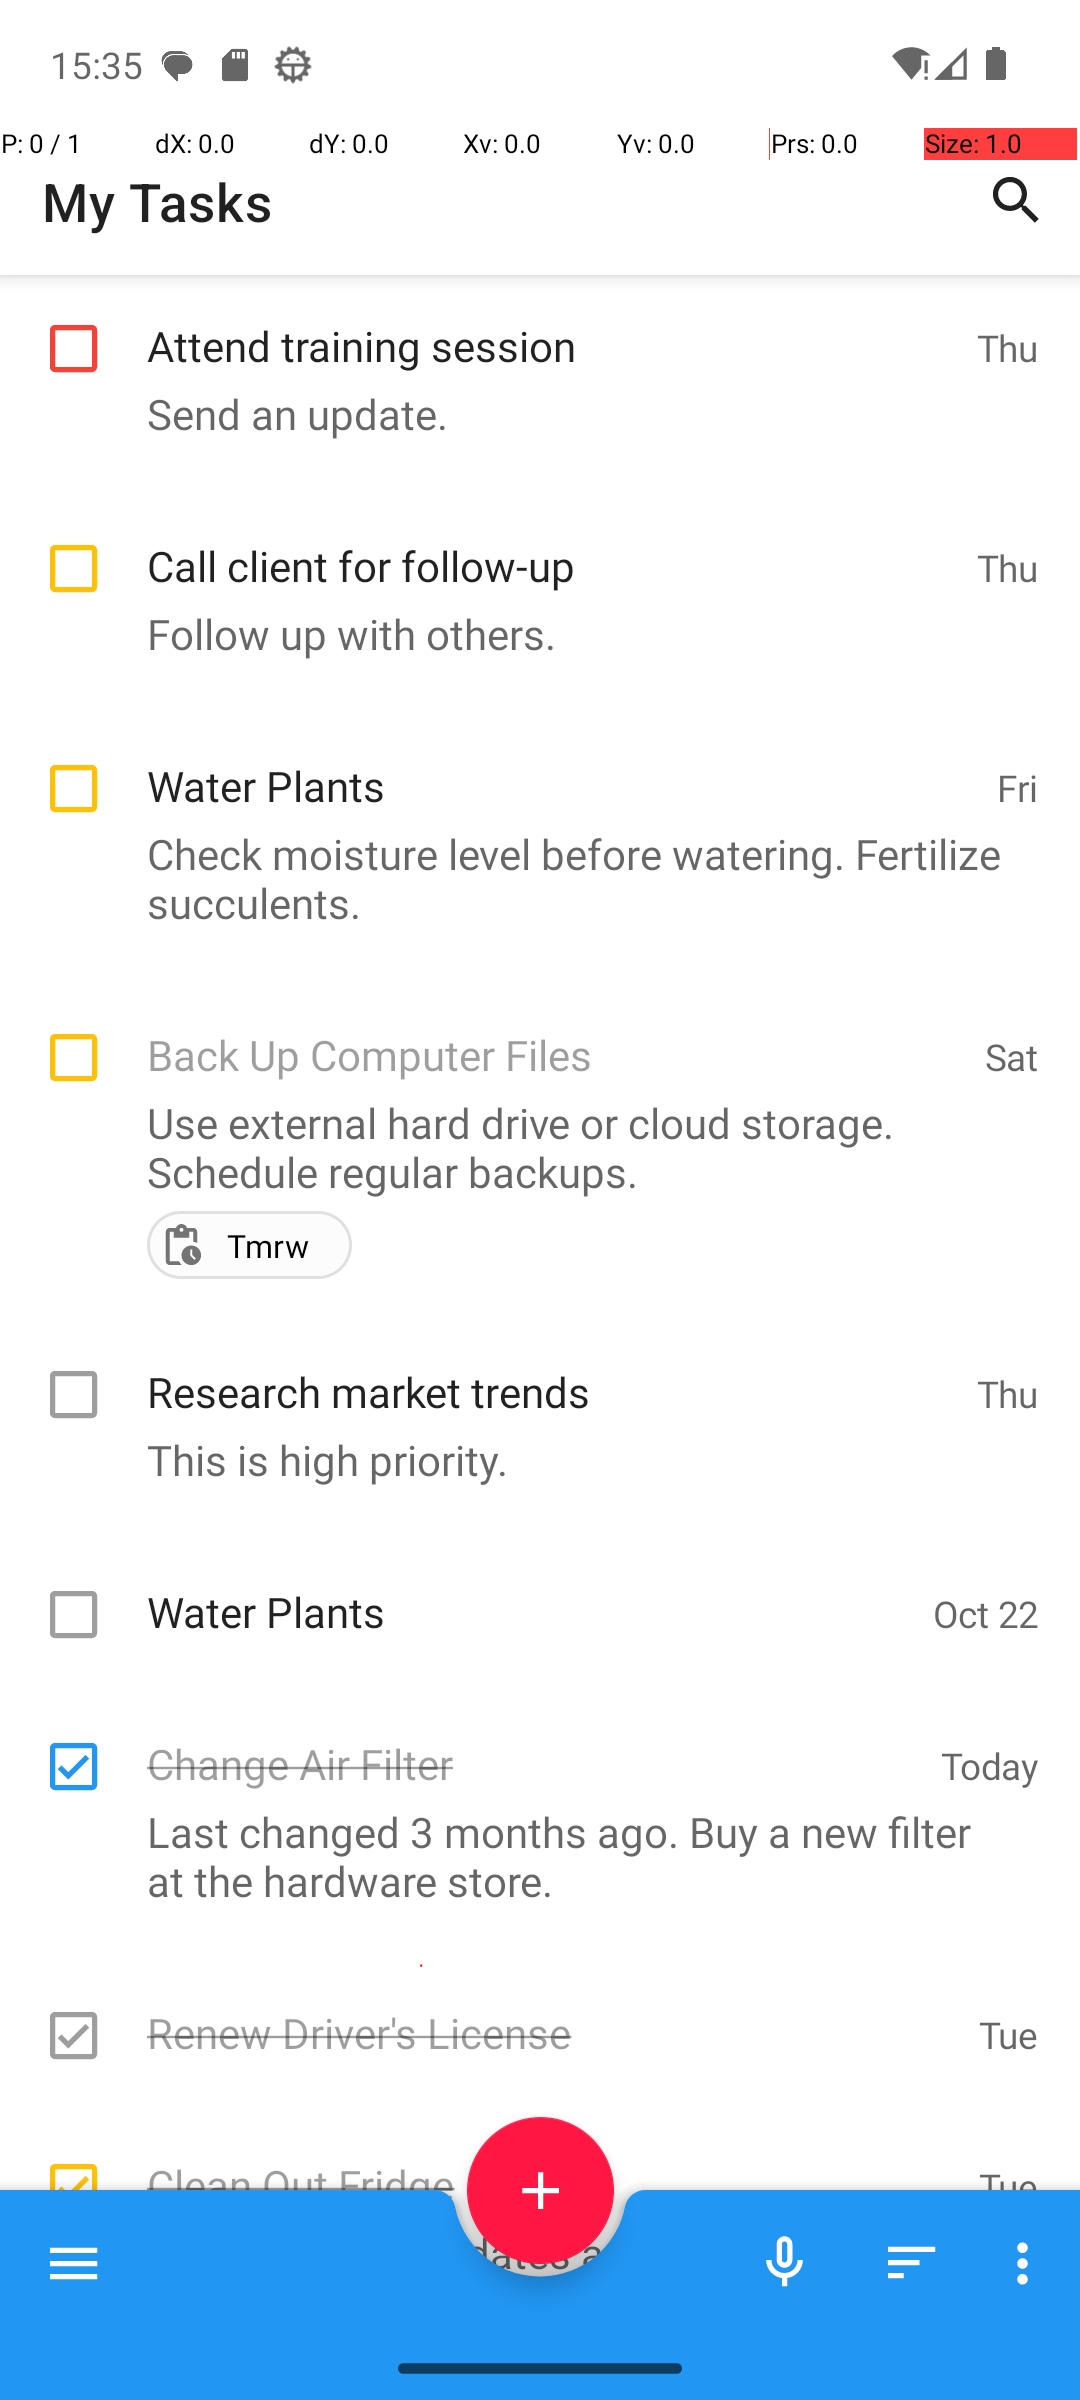 15:35
P: 0 / 1 dX: 0.0 dY: 0.0 Xv: 0.0 Yv: 0.0 Prs: 0.0 Size: 1.0
My Tasks
Attend training session Thu
Send an update.
Call client for follow-up Thu
Follow up with others.
Water Plants Fri
Check moisture level before watering. Fertilize
succulents.
Back Up Computer Files Sat
Use external hard drive or cloud storage.
Schedule regular backups.
Tmrw
Research market trends Thu
This is high priority.
Water Plants Oct 22
Change Air Filter Today
Last changed 3 months ago. Buy a new filter
at the hardware store.
Renew Driver's License Tue
Clean Out Fridge Tue